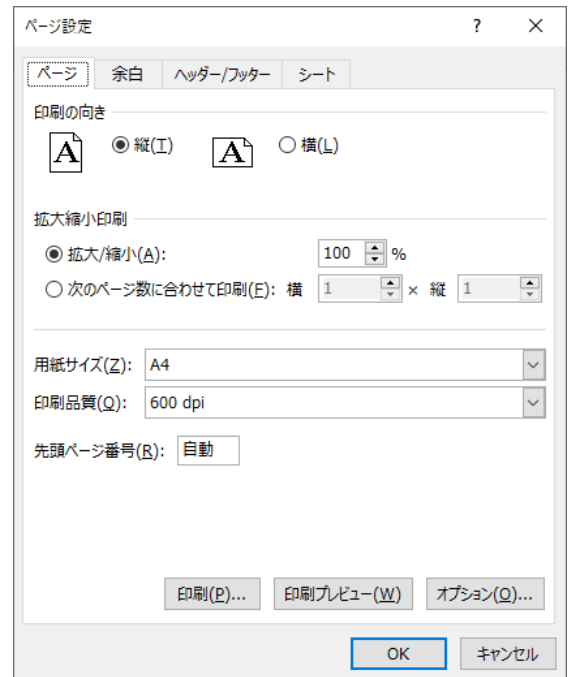 ページ設定 ? ×
ページ 余白 ヘッダー/フッター シート
印刷の向き
A 縦(T) A 横(L)
拡大縮小印刷
拡大/縮小(A): 100 %
次のページ数に合わせて印刷(F): 横 1 × 縦 1
用紙サイズ(Z): A4
印刷品質(Q): 600 dpi
先頭ページ番号(R): 自動
印刷(P)... 印刷プレビュー(W) オプション(O)...
OK キャンセル